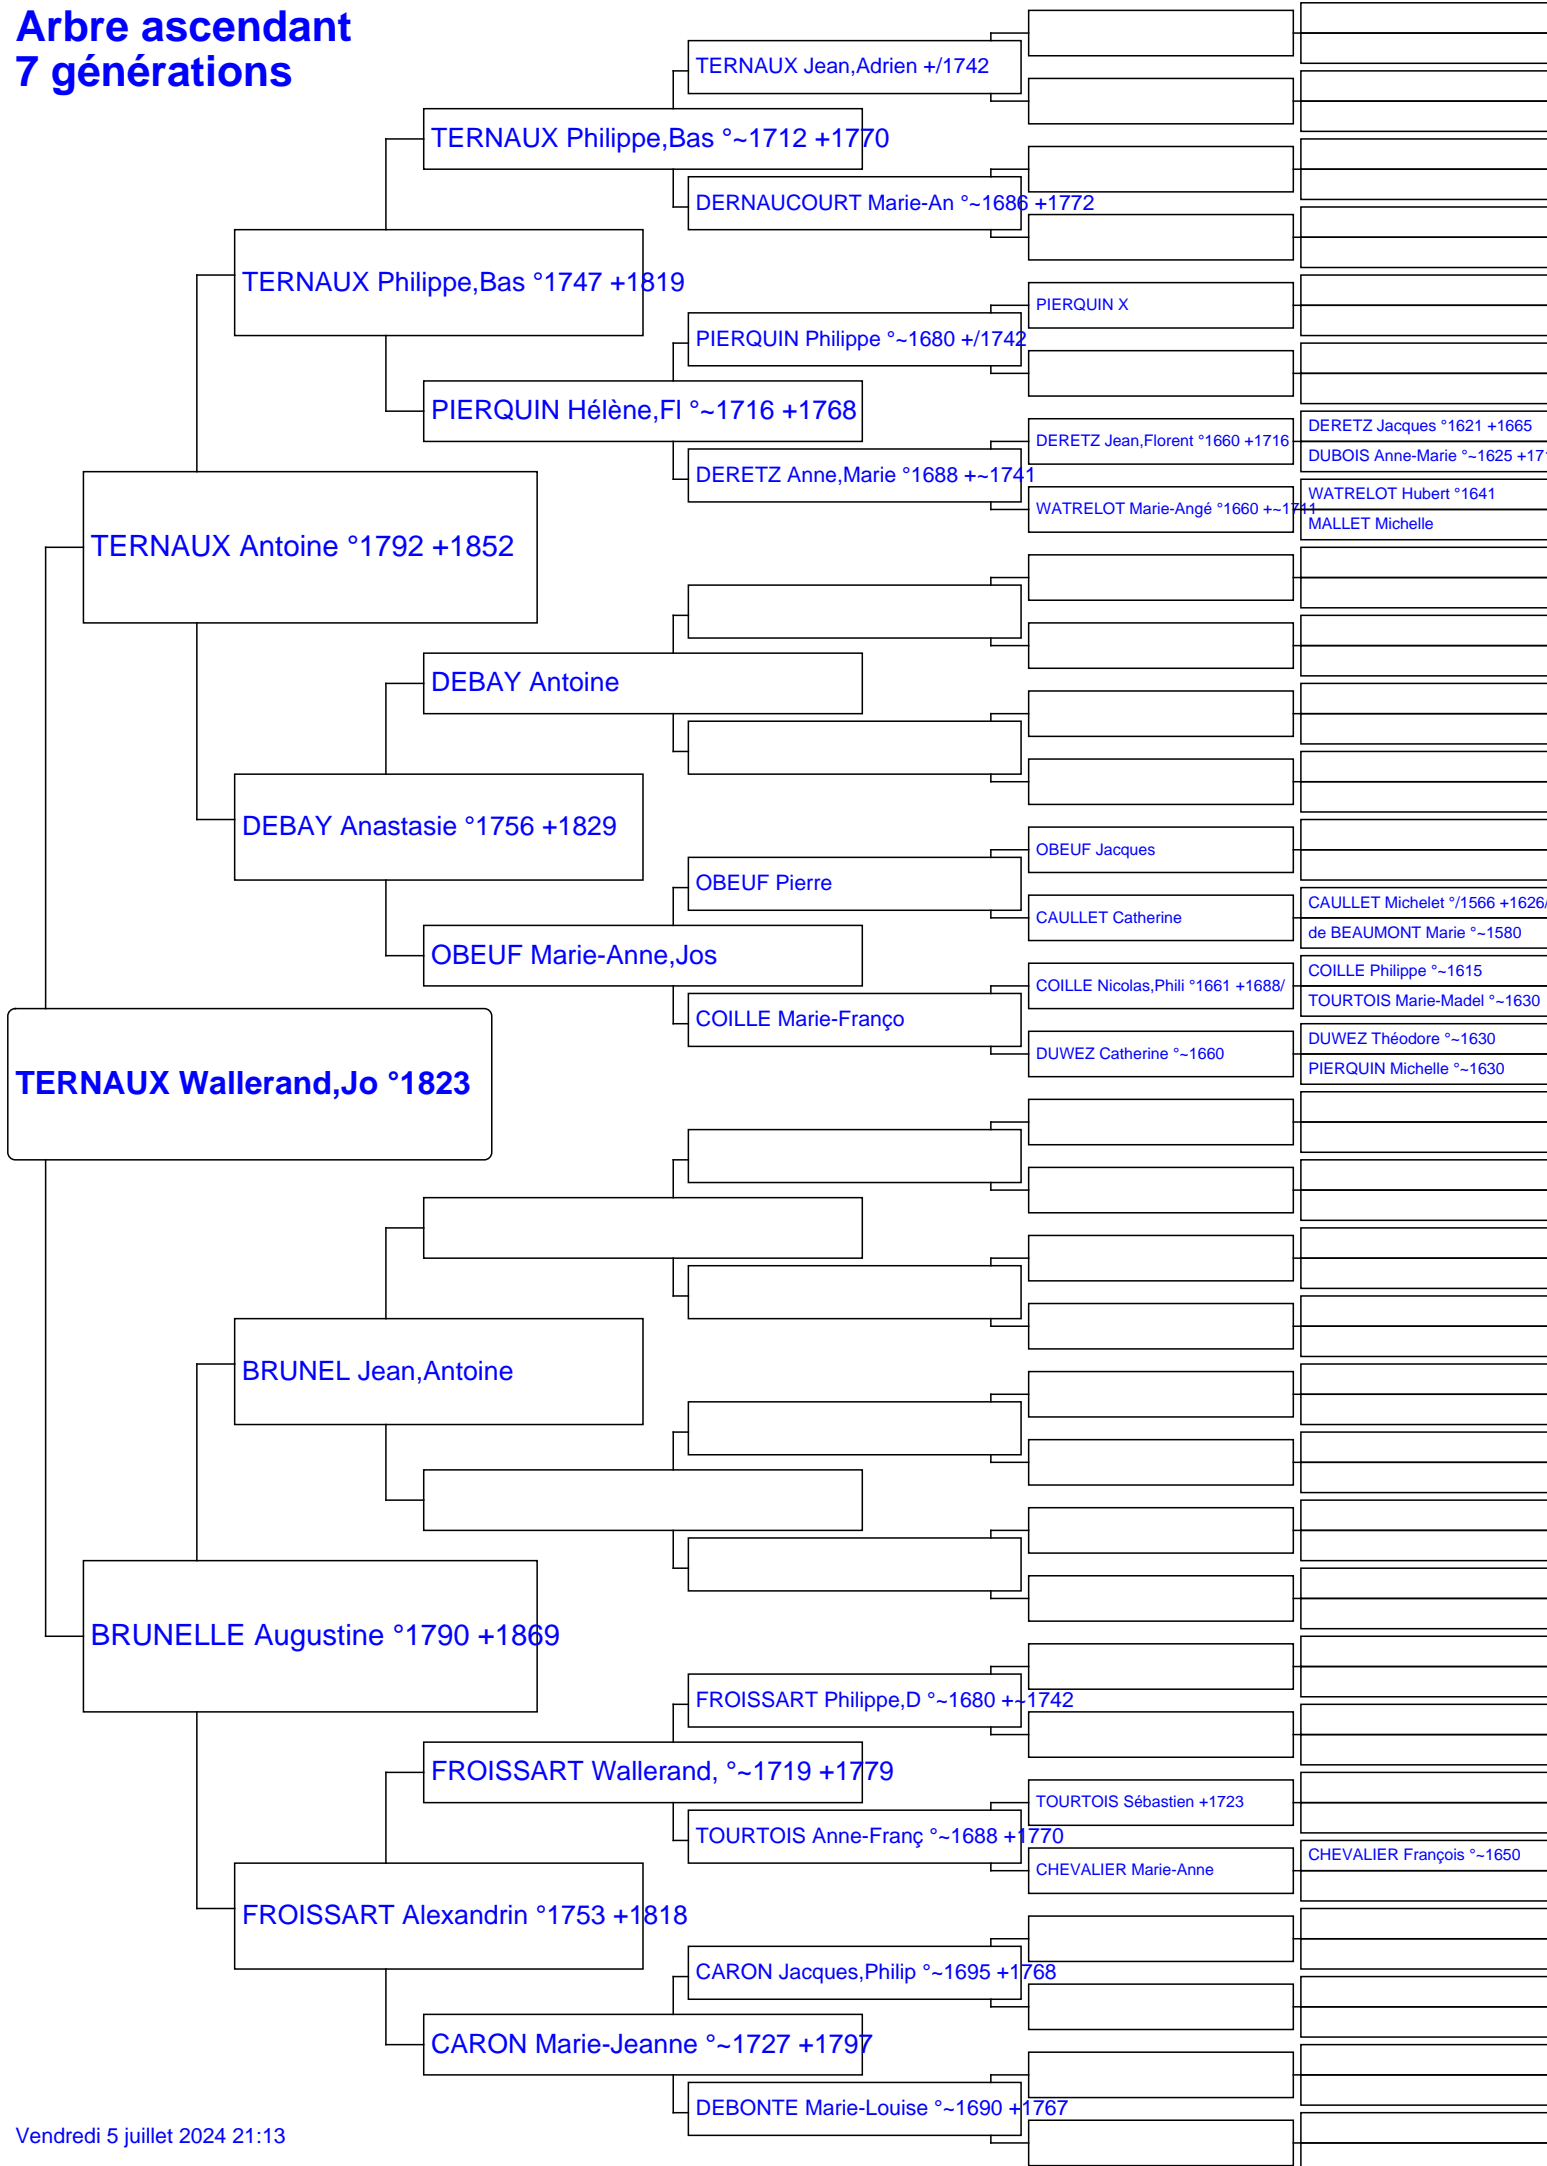 Arbre ascendant
7 générations
TERNAUX Jean,Adrien +/1742
TERNAUX Philippe,Bas °~1712 +1770
DERNAUCOURT Marie-An °~1686 +1772
TERNAUX Philippe,Bas °1747 +1819
PIERQUIN X
PIERQUIN Philippe °~1680 +/1742
PIERQUIN Hélène,Fl °~1716 +1768
DERETZ Jacques °1621 +1665
DERETZ Jean,Florent °1660 +1716
DUBOIS Anne-Marie °~1625 +171
DERETZ Anne,Marie °1688 +~1741
WATRELOT Hubert °1641
WATRELOT Marie-Angé °1660 +~1711
MALLET Michelle
TERNAUX Antoine °1792 +1852
DEBAY Antoine
DEBAY Anastasie °1756 +1829
OBEUF Jacques
OBEUF Pierre
CAULLET Michelet °/1566 +1626/
CAULLET Catherine
de BEAUMONT Marie °~1580
OBEUF Marie-Anne,Jos
COILLE Philippe °~1615
COILLE Nicolas,Phili °1661 +1688/
TOURTOIS Marie-Madel °~1630
COILLE Marie-Franço
DUWEZ Théodore °~1630
DUWEZ Catherine °~1660
PIERQUIN Michelle °~1630
TERNAUX Wallerand,Jo °1823
BRUNEL Jean,Antoine
BRUNELLE Augustine °1790 +1869
FROISSART Philippe,D °~1680 +~1742
FROISSART Wallerand, °~1719 +1779
TOURTOIS Sébastien +1723
TOURTOIS Anne-Franç °~1688 +1770
CHEVALIER François °~1650
CHEVALIER Marie-Anne
FROISSART Alexandrin °1753 +1818
CARON Jacques,Philip °~1695 +1768
CARON Marie-Jeanne °~1727 +1797
DEBONTE Marie-Louise °~1690 +1767
Vendredi 5 juillet 2024 21:13